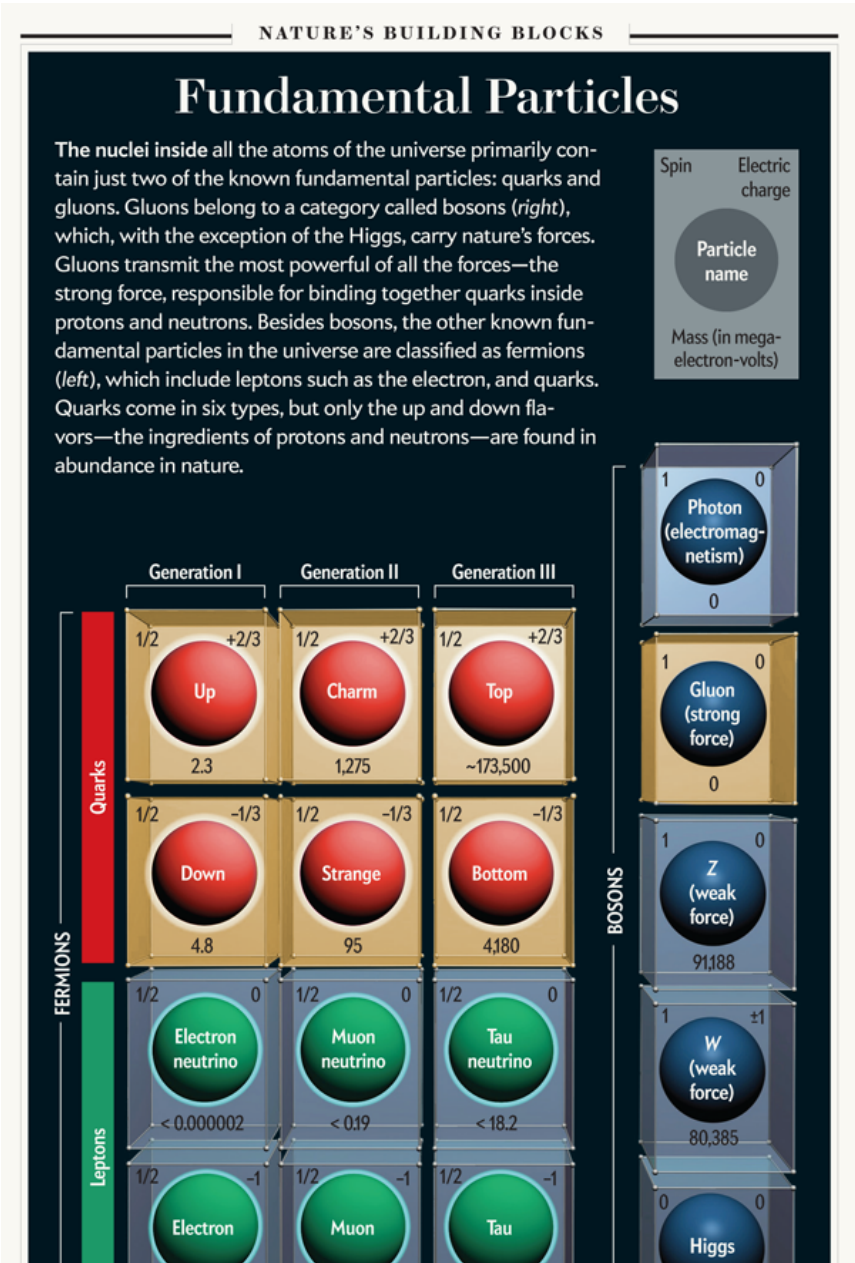 NATURE'S BUILDING BLOCKS
Fundamental Particles
The nuclei inside all the atoms of the universe primarily con-
tain just two of the known fundamental particles: quarks and
gluons. Gluons belong to a category called bosons (right),
which, with the exception of the Higgs, carry nature's forces.
Gluons transmit the most powerful of all the forces—the
strong force, responsible for binding together quarks inside
protons and neutrons. Besides bosons, the other known fun-
damental particles in the universe are classified as fermions
(left), which include leptons such as the electron, and quarks.
Quarks come in six types, but only the up and down fla-
vors—the ingredients of protons and neutrons—are found in
abundance in nature.
Spin Electric
charge
Particle
name
Mass (in mega-
electron-volts)
Generation I Generation II Generation III
FERMIONS
Quarks
1/2 +2/3
Up
2.3
1/2 +2/3
Charm
1,275
1/2 +2/3
Top
~173,500
1/2 –1/3
Down
4.8
1/2 –1/3
Strange
95
1/2 –1/3
Bottom
4,180
Leptons
1/2 0
Electron
neutrino
< 0.000002
1/2 0
Muon
neutrino
< 0.19
1/2 0
Tau
neutrino
< 18.2
1/2 –1
Electron
1/2 –1
Muon
1/2 –1
Tau
BOSONS
1 0
Photon
(electromag-
netism)
0
1 0
Gluon
(strong
force)
0
1 0
Z
(weak
force)
91,188
1 ±1
W
(weak
force)
80,385
0 0
Higgs